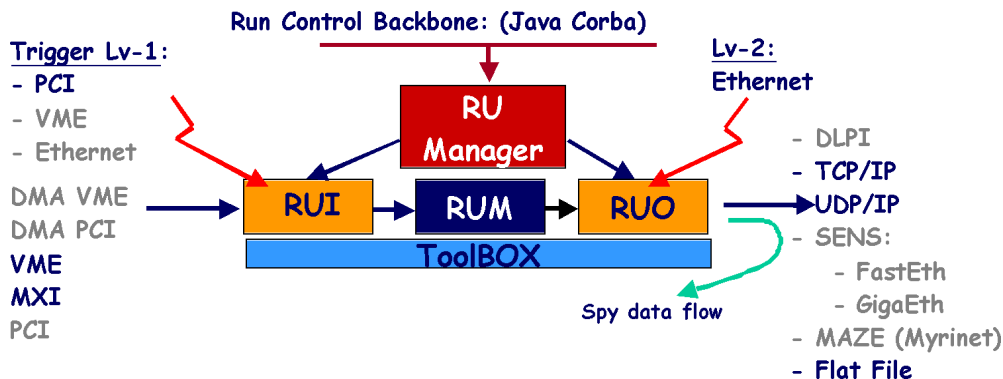 Run Control Backbone: (Java Corba)
Trigger Lv-1:
- PCI
- VME
- Ethernet
Lv-2:
Ethernet
RU
Manager
DMA VME
DMA PCI
VME
MXI
PCI
RUI
RUM
RUO
ToolBOX
Spy data flow
- DLPI
- TCP/IP
- UDP/IP
- SENS:
- FastEth
- GigaEth
- MAZE (Myrinet)
- Flat File